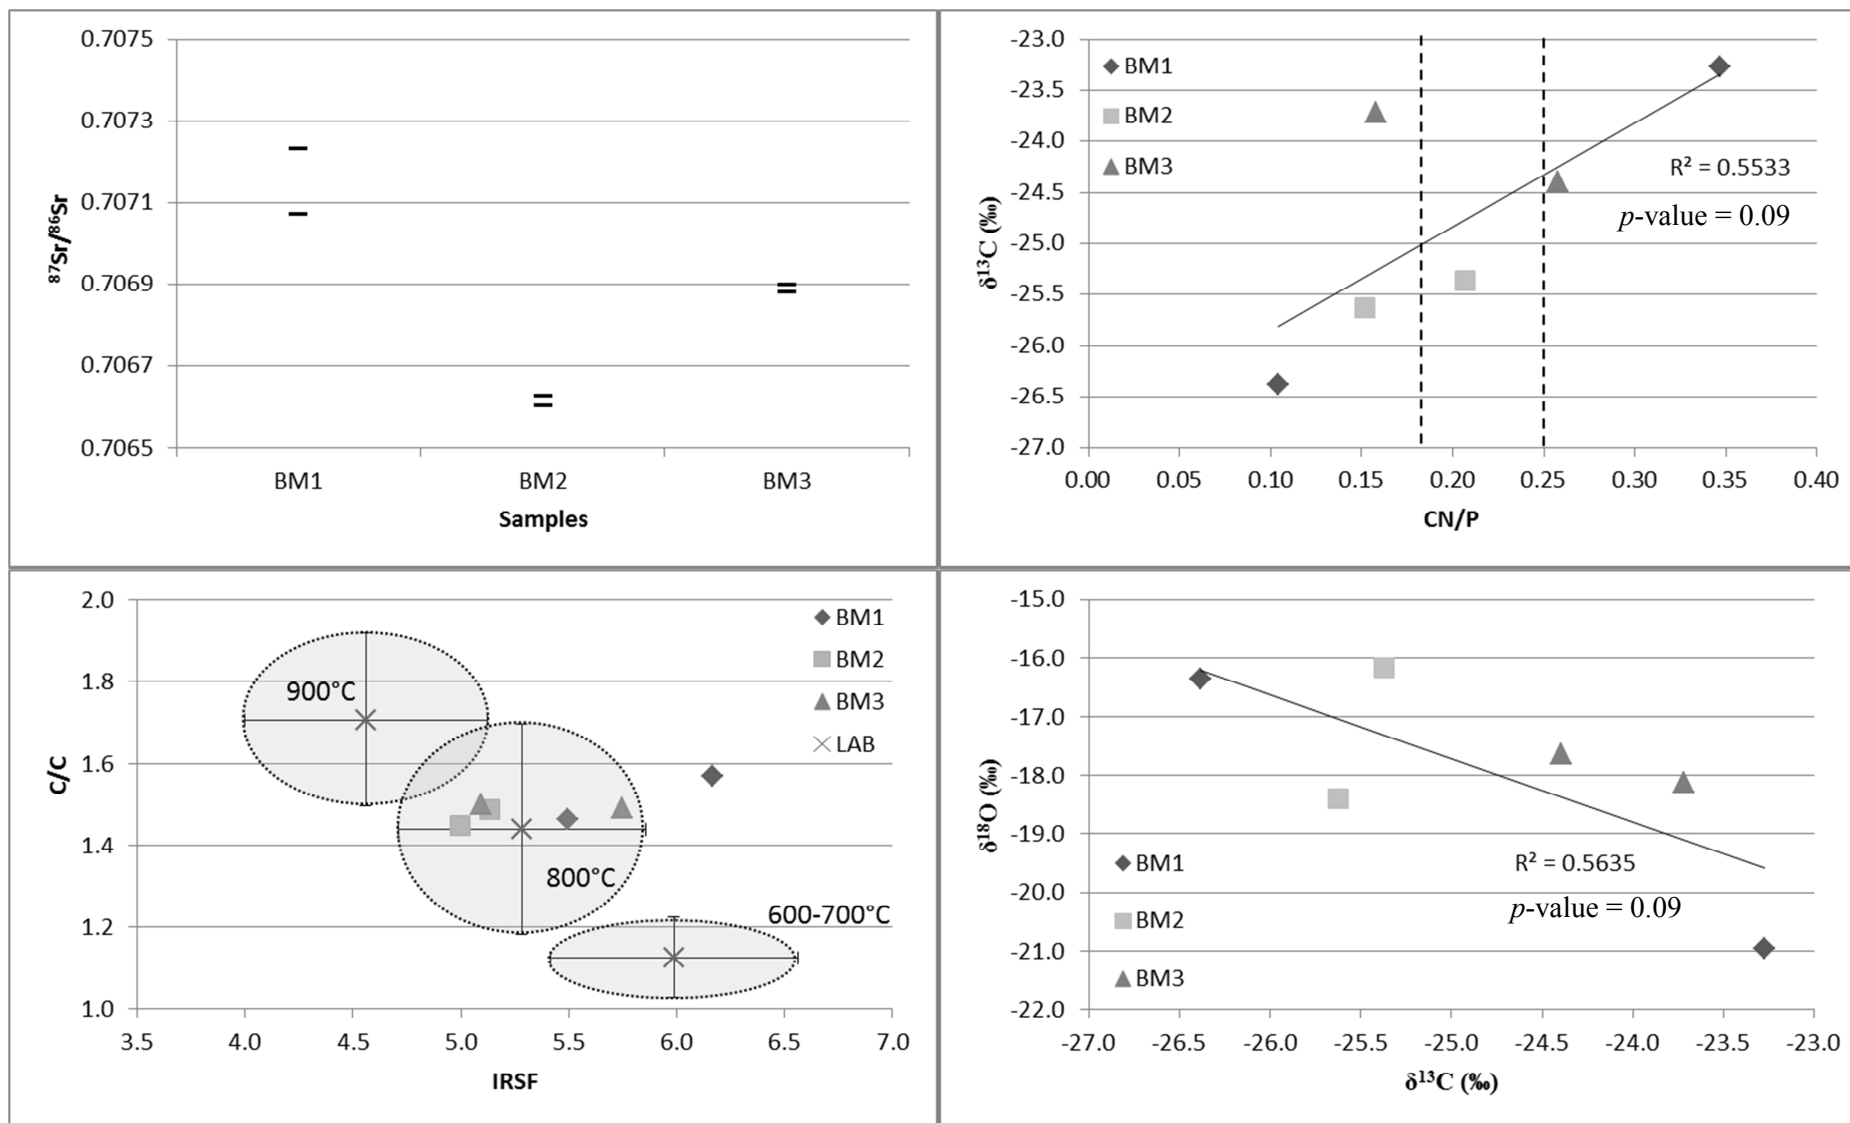 0.7075
0.7073
0.7071
0.7069
0.7067
0.7065
⁸⁷Sr/⁸⁶Sr
BM1 BM2 BM3
Samples
-23.0
-23.5
-24.0
-24.5
-25.0
-25.5
-26.0
-26.5
-27.0
δ¹³C (‰)
BM1
BM2
BM3
R² = 0.5533
p-value = 0.09
0.00 0.05 0.10 0.15 0.20 0.25 0.30 0.35 0.40
CN/P
2.0
1.8
1.6
1.4
1.2
1.0
C/C
BM1
BM2
BM3
LAB
900°C
800°C
600-700°C
3.5 4.0 4.5 5.0 5.5 6.0 6.5 7.0
IRSF
-15.0
-16.0
-17.0
-18.0
-19.0
-20.0
-21.0
-22.0
δ¹⁸O (‰)
BM1
BM2
BM3
R² = 0.5635
p-value = 0.09
-27.0 -26.5 -26.0 -25.5 -25.0 -24.5 -24.0 -23.5 -23.0
δ¹³C (‰)